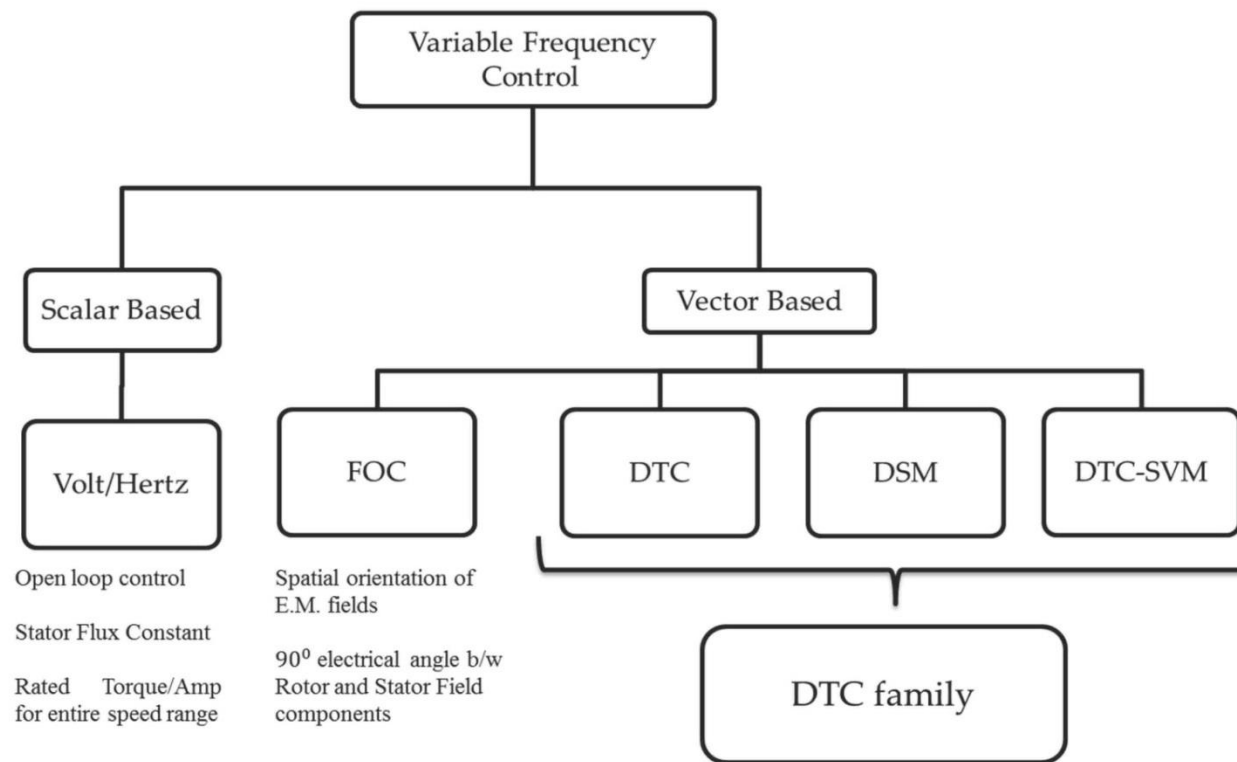 Variable Frequency
Control
Scalar Based
Vector Based
Volt/Hertz
FOC
DTC
DSM
DTC-SVM
Open loop control
Stator Flux Constant
Rated Torque/Amp
for entire speed range
Spatial orientation of
E.M. fields
90⁰ electrical angle b/w
Rotor and Stator Field
components
DTC family